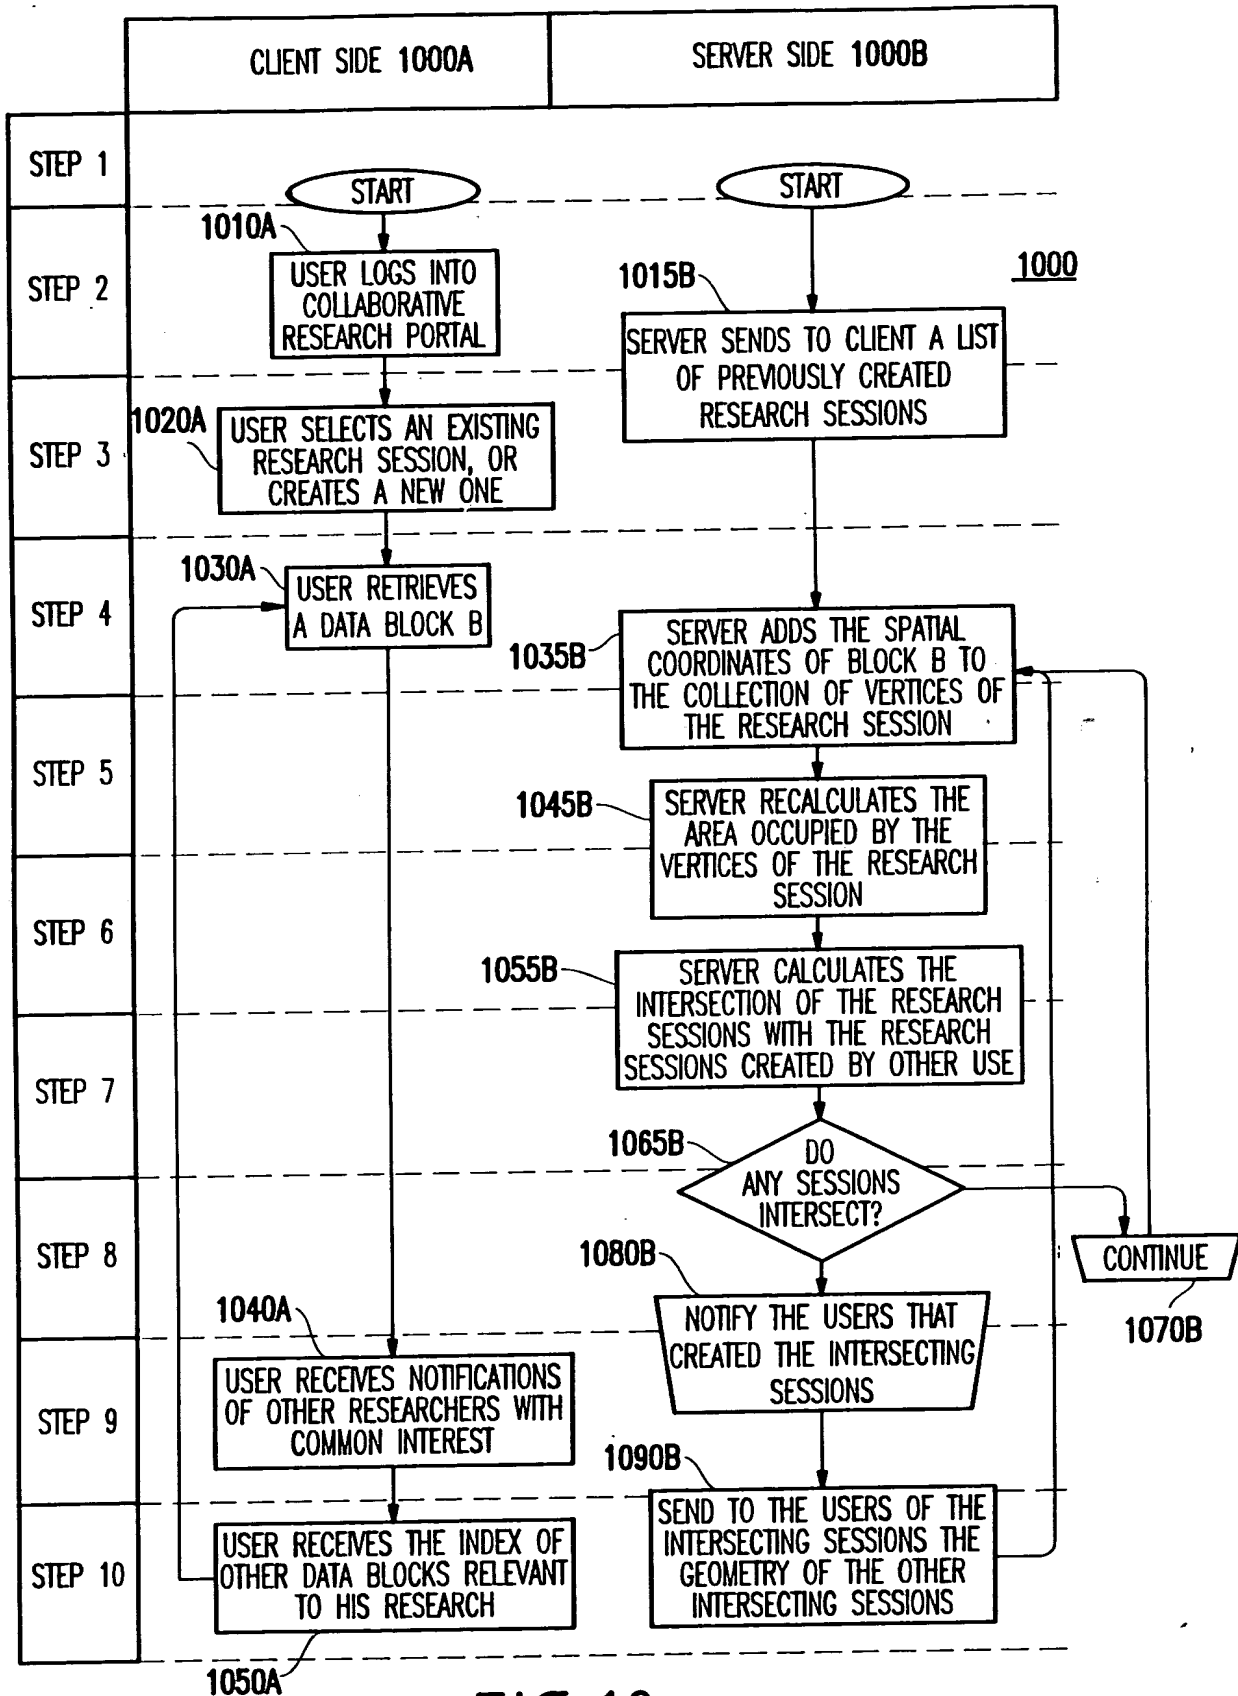 CLIENT SIDE 1000A
SERVER SIDE 1000B
STEP 1
START
START
STEP 2
1010A
USER LOGS INTO
COLLABORATIVE
RESEARCH PORTAL
1015B
1000
SERVER SENDS TO CLIENT A LIST
OF PREVIOUSLY CREATED
RESEARCH SESSIONS
STEP 3
1020A
USER SELECTS AN EXISTING
RESEARCH SESSION, OR
CREATES A NEW ONE
STEP 4
1030A
USER RETRIEVES
A DATA BLOCK B
1035B
SERVER ADDS THE SPATIAL
COORDINATES OF BLOCK B TO
THE COLLECTION OF VERTICES OF
THE RESEARCH SESSION
STEP 5
1045B
SERVER RECALCULATES THE
AREA OCCUPIED BY THE
VERTICES OF THE RESEARCH
SESSION
STEP 6
1055B
SERVER CALCULATES THE
INTERSECTION OF THE RESEARCH
SESSIONS WITH THE RESEARCH
SESSIONS CREATED BY OTHER USE
STEP 7
1065B
DO
ANY SESSIONS
INTERSECT?
STEP 8
CONTINUE
1070B
1080B
NOTIFY THE USERS THAT
CREATED THE INTERSECTING
SESSIONS
STEP 9
1040A
USER RECEIVES NOTIFICATIONS
OF OTHER RESEARCHERS WITH
COMMON INTEREST
1090B
SEND TO THE USERS OF THE
INTERSECTING SESSIONS THE
GEOMETRY OF THE OTHER
INTERSECTING SESSIONS
STEP 10
USER RECEIVES THE INDEX OF
OTHER DATA BLOCKS RELEVANT
TO HIS RESEARCH
1050A